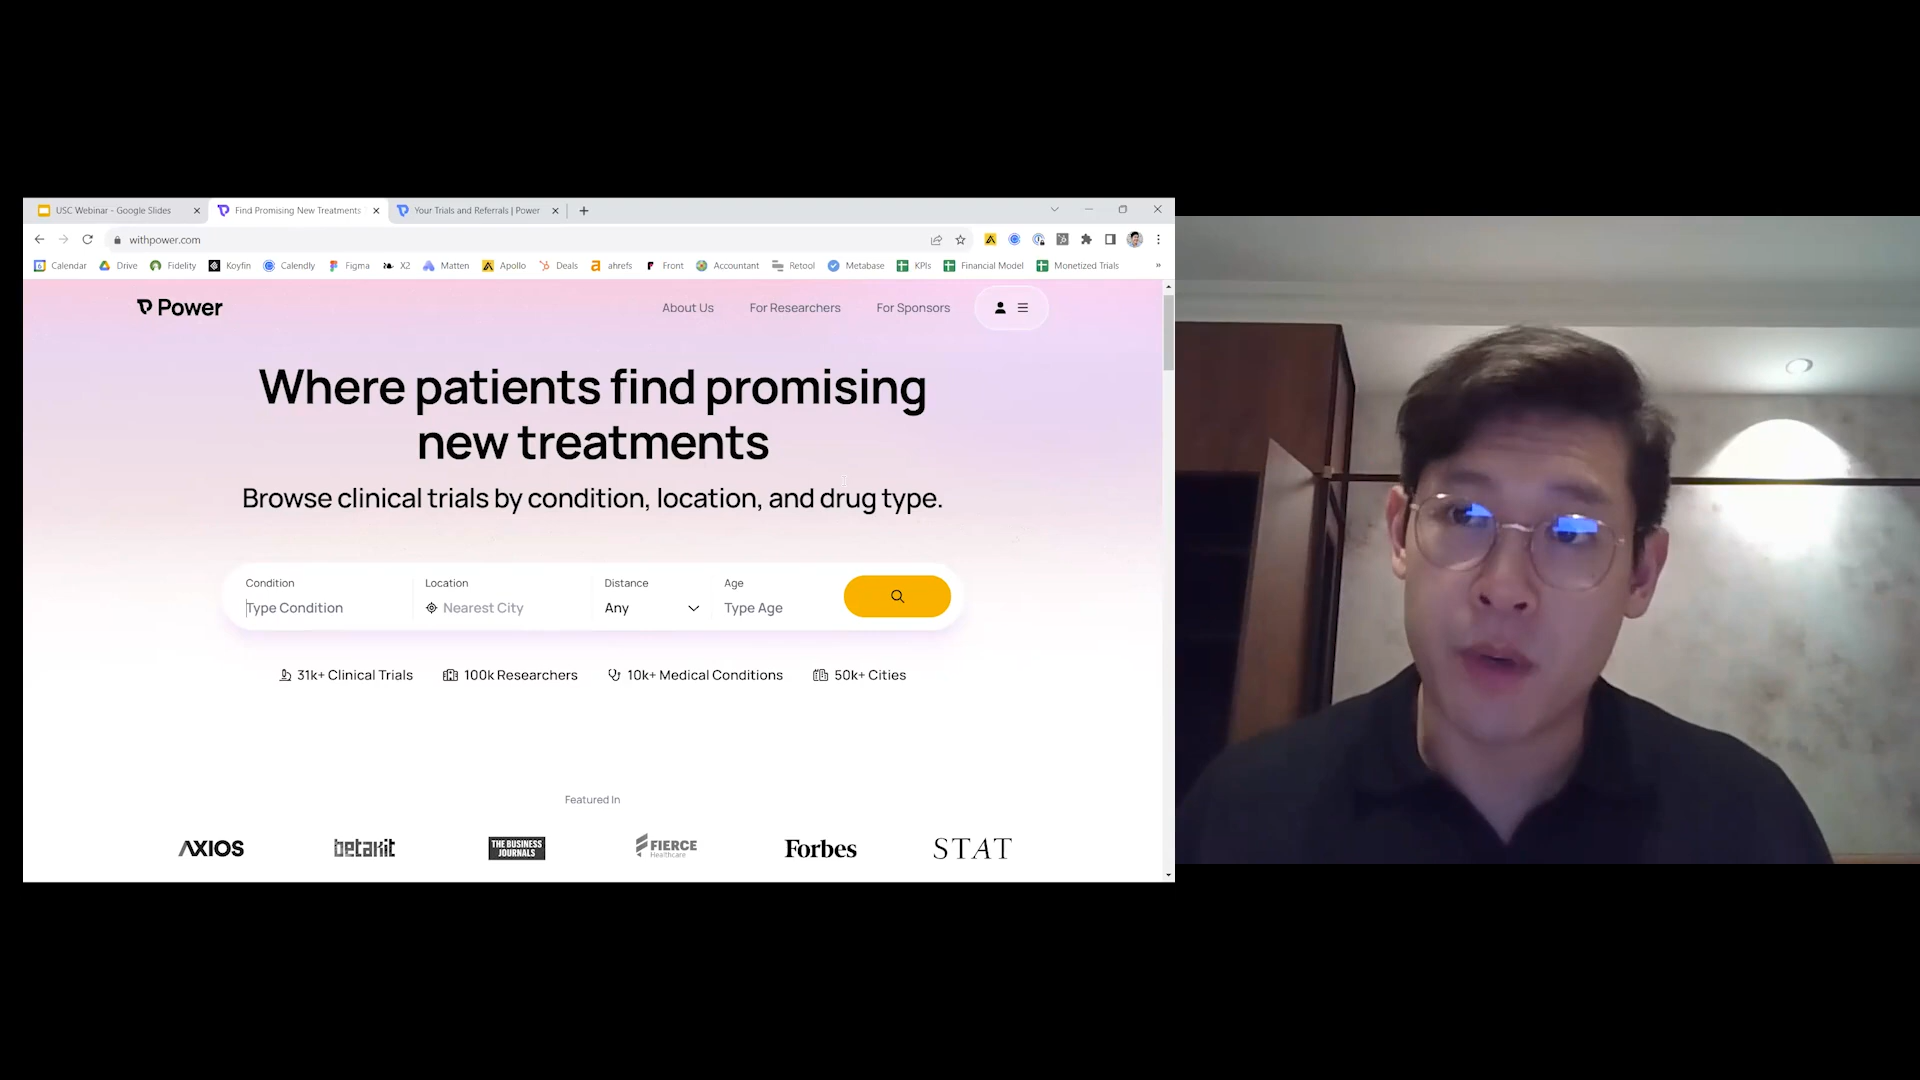 USC Webinar - Google Slides
Find Promising New Treatments
Your Trials and Referrals | Power
withpower.com
Calendar Drive Fidelity Koyfin Calendly Figma X2 Matten Apollo Deals ahrefs Front Accountant Retool Metabase KPIs Financial Model Monetized Trials »
Power
About Us For Researchers For Sponsors
Where patients find promising
new treatments
Browse clinical trials by condition, location, and drug type.
Condition Location Distance Age
Type Condition Nearest City Any Type Age
31k+ Clinical Trials 100k Researchers 10k+ Medical Conditions 50k+ Cities
Featured In
AXIOS betakit THE BUSINESS JOURNALS FIERCE Healthcare Forbes STAT